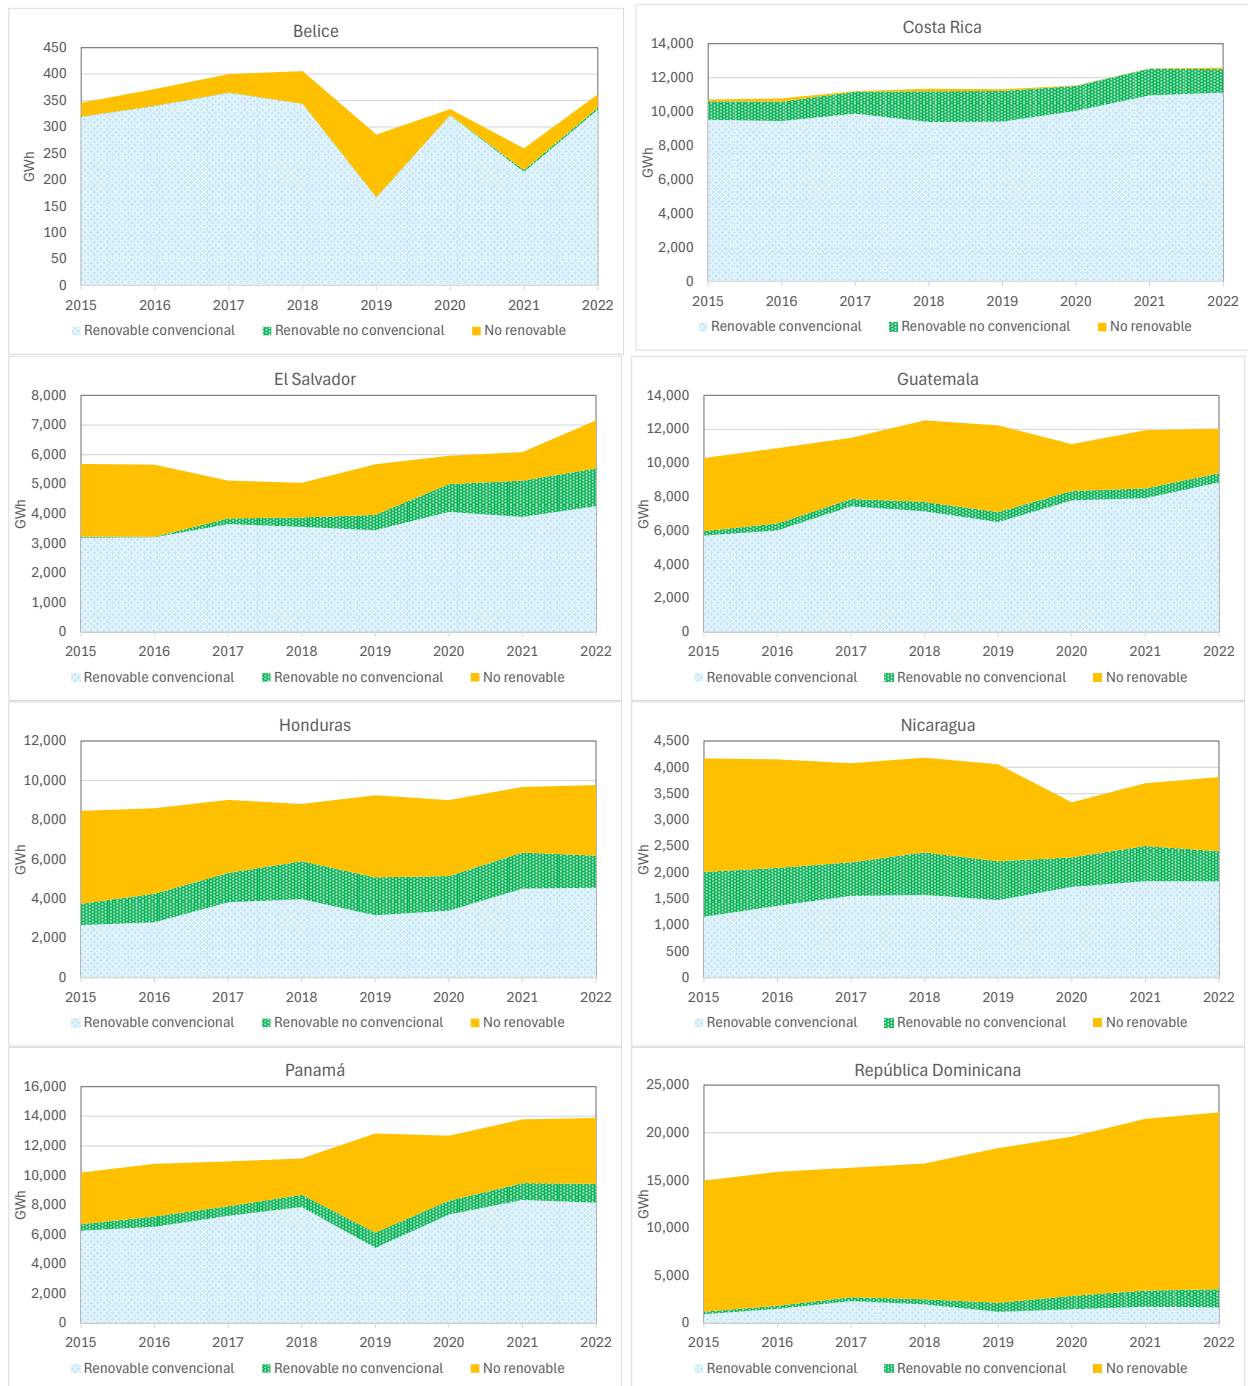 Belice
450
400
350
300
250
200
150
100
50
0
GWh
2015 2016 2017 2018 2019 2020 2021 2022
Renovable convencional Renovable no convencional No renovable
Costa Rica
14,000
12,000
10,000
8,000
6,000
4,000
2,000
0
GWh
2015 2016 2017 2018 2019 2020 2021 2022
Renovable convencional Renovable no convencional No renovable
El Salvador
8,000
7,000
6,000
5,000
4,000
3,000
2,000
1,000
0
GWh
2015 2016 2017 2018 2019 2020 2021 2022
Renovable convencional Renovable no convencional No renovable
Guatemala
14,000
12,000
10,000
8,000
6,000
4,000
2,000
0
GWh
2015 2016 2017 2018 2019 2020 2021 2022
Renovable convencional Renovable no convencional No renovable
Honduras
12,000
10,000
8,000
6,000
4,000
2,000
0
GWh
2015 2016 2017 2018 2019 2020 2021 2022
Renovable convencional Renovable no convencional No renovable
Nicaragua
4,500
4,000
3,500
3,000
2,500
2,000
1,500
1,000
500
0
GWh
2015 2016 2017 2018 2019 2020 2021 2022
Renovable convencional Renovable no convencional No renovable
Panamá
16,000
14,000
12,000
10,000
8,000
6,000
4,000
2,000
0
GWh
2015 2016 2017 2018 2019 2020 2021 2022
Renovable convencional Renovable no convencional No renovable
República Dominicana
25,000
20,000
15,000
10,000
5,000
0
GWh
2015 2016 2017 2018 2019 2020 2021 2022
Renovable convencional Renovable no convencional No renovable